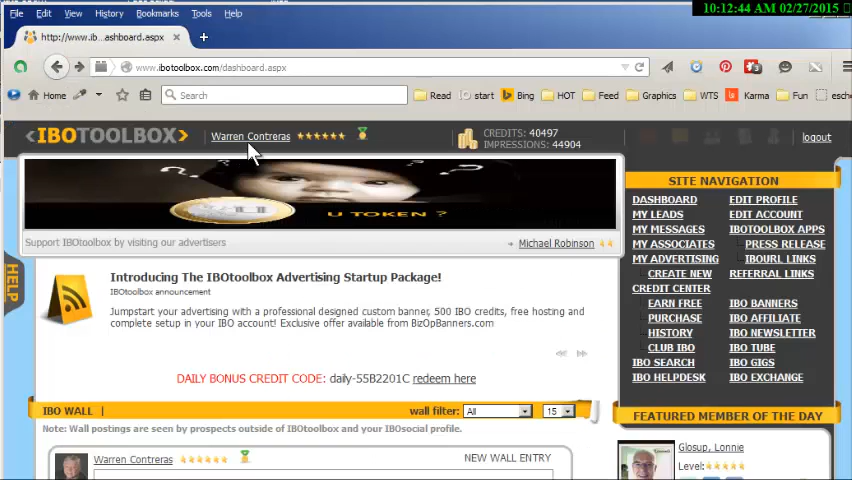 10:12:44 02/27/2015
File Edit View History Bookmarks Tools Help
http://www.ib...ashboard.aspx
www.ibotoolbox.com/dashboard.aspx
Home Search Read start Bing HOT Feed Graphics WTS Karma Fun esche
<IBOTOOLBOX> Warren Contreras CREDITS: 40497
IMPRESSIONS: 44904
logout
U TOKEN ?
Support IBOtoolbox by visiting our advertisers Michael Robinson
HELP
Introducing The IBOtoolbox Advertising Startup Package!
IBOtoolbox announcement
Jumpstart your advertising with a professional designed custom banner, 500 IBO credits, free hosting and
complete setup in your IBO account! Exclusive offer available from BizOpBanners.com
DAILY BONUS CREDIT CODE: daily-55B2201C redeem here
IBO WALL | wall filter: All 15
Note: Wall postings are seen by prospects outside of IBOtoolbox and your IBOsocial profile.
Warren Contreras NEW WALL ENTRY
SITE NAVIGATION
DASHBOARD EDIT PROFILE
MY LEADS EDIT ACCOUNT
MY MESSAGES IBOTOOLBOX APPS
MY ASSOCIATES PRESS RELEASE
MY ADVERTISING IBOURL LINKS
CREATE NEW REFERRAL LINKS
CREDIT CENTER
EARN FREE IBO BANNERS
PURCHASE IBO AFFILIATE
HISTORY IBO NEWSLETTER
CLUB IBO IBO TUBE
IBO SEARCH IBO GIGS
IBO HELPDESK IBO EXCHANGE
FEATURED MEMBER OF THE DAY
Glosup, Lonnie
Level: